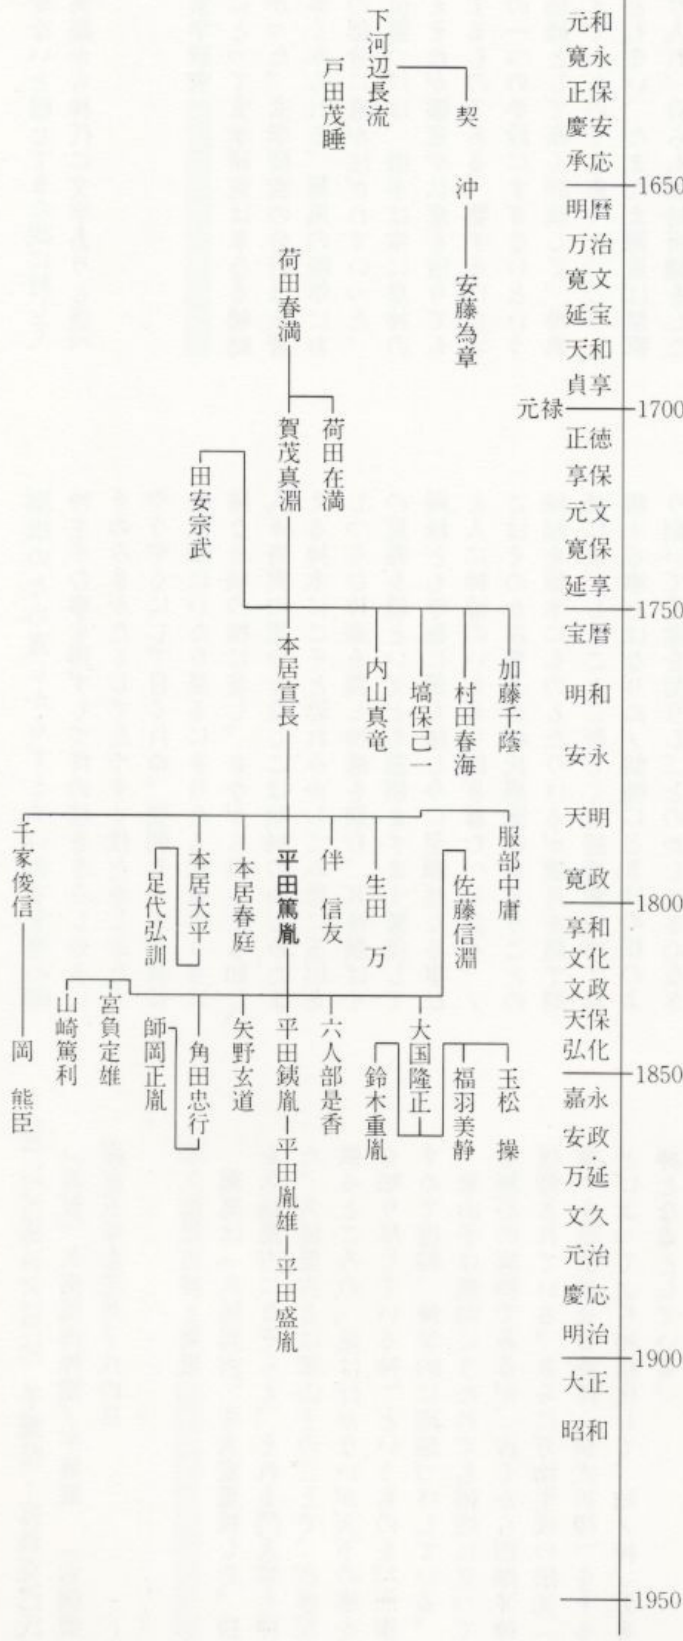 元和
寛永
正保
慶安
承応
1650
明暦
万治
寛文
延宝
天和
貞享
元禄
1700
正徳
享保
元文
寛保
延享
1750
宝暦
明和
安永
天明
寛政
1800
享和
文化
文政
天保
弘化
1850
嘉永
安政
万延
文久
元治
慶応
明治
1900
大正
昭和
1950
下河辺長流
戸田茂睡
契沖
安藤為章
荷田春満
荷田在満
賀茂真淵
田安宗武
加藤千蔭
村田春海
塙保己一
内山真竜
本居宣長
服部中庸
佐藤信淵
生田 万
伴 信友
平田篤胤
本居春庭
本居大平
足代弘訓
千家俊信
玉松 操
福羽美静
大国隆正
鈴木重胤
六人部是香
平田銕胤
平田胤雄
平田盛胤
矢野玄道
角田忠行
師岡正胤
宮負定雄
山崎篤利
岡 熊臣